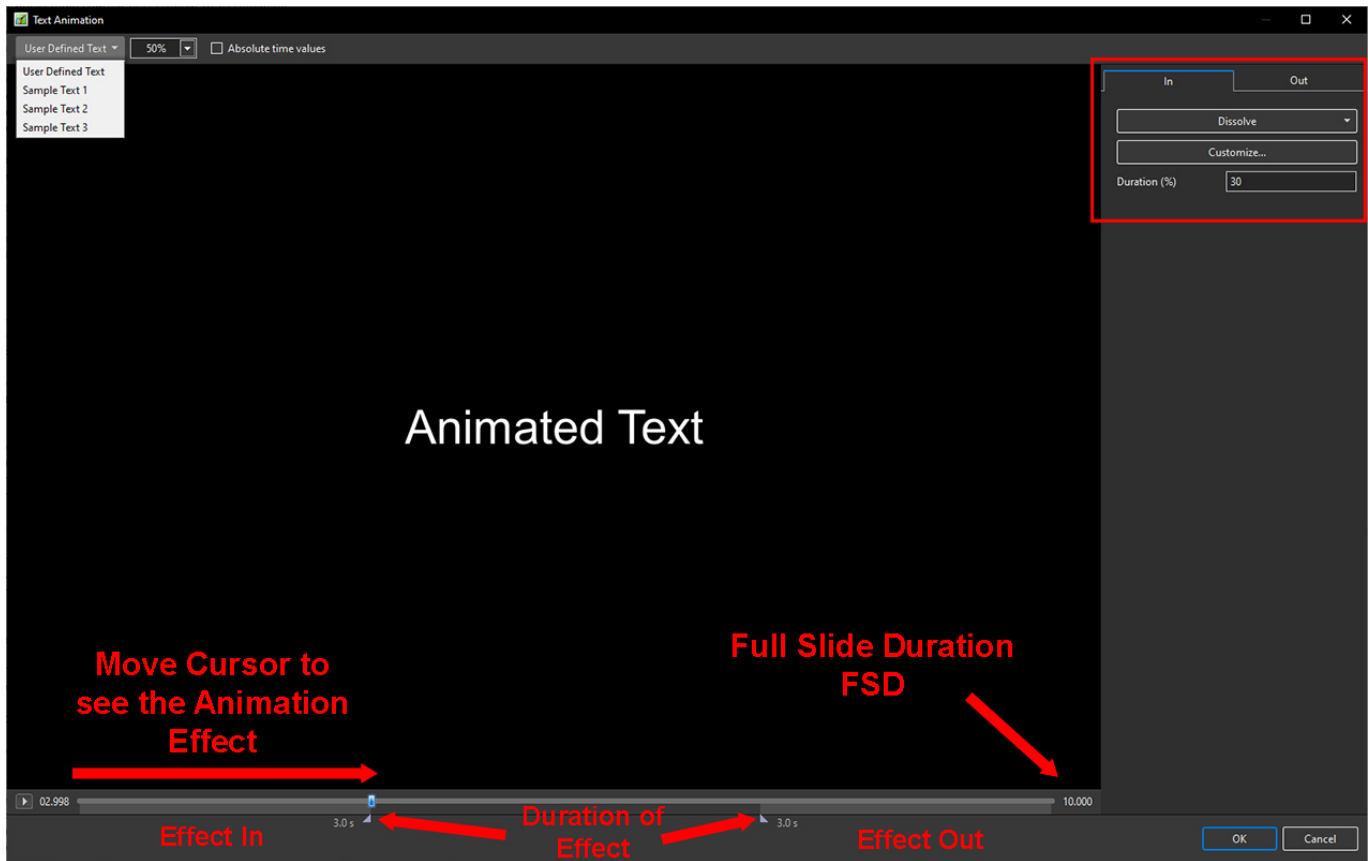 Text Animation
User Defined Text 50% Absolute time values
User Defined Text
Sample Text 1
Sample Text 2
Sample Text 3
In Out
Dissolve
Customize...
Duration (%) 30
Animated Text
Move Cursor to
see the Animation
Effect
Full Slide Duration
FSD
02.998 10.000
3.0 s 3.0 s
Effect In
Duration of
Effect
Effect Out
OK Cancel